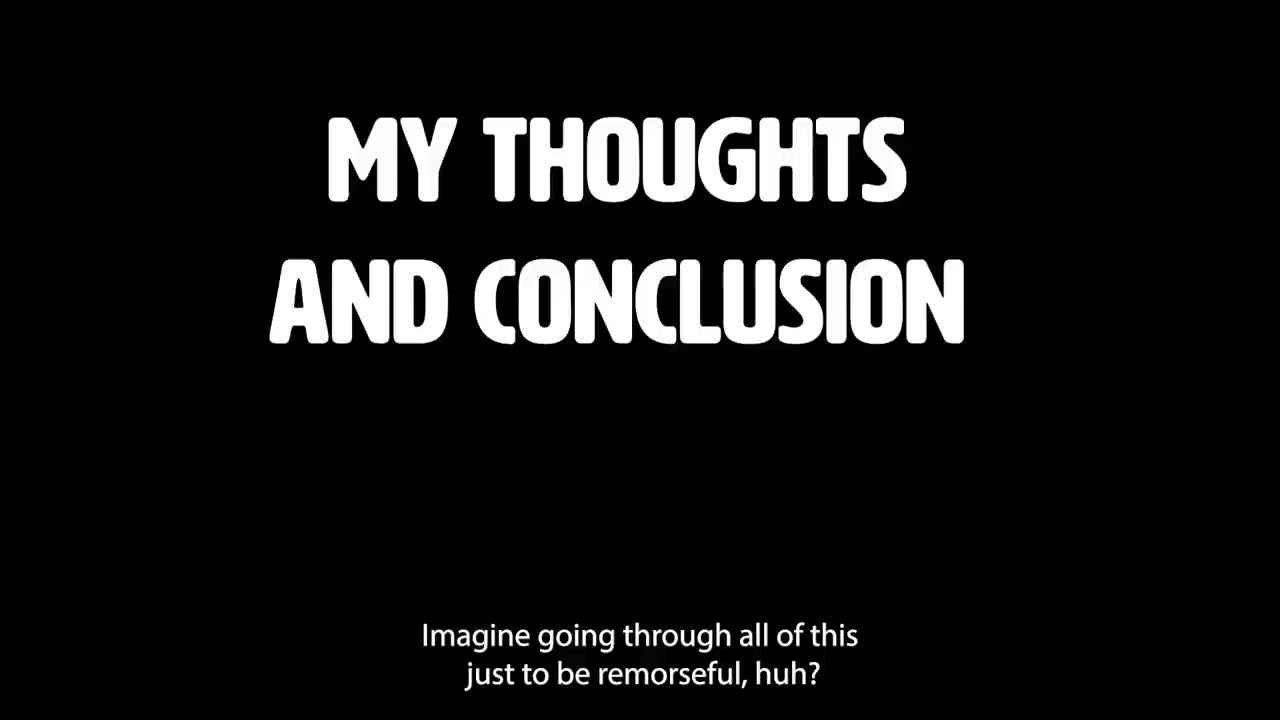 MY THOUGHTS
AND CONCLUSION
Imagine going through all of this
just to be remorseful, huh?